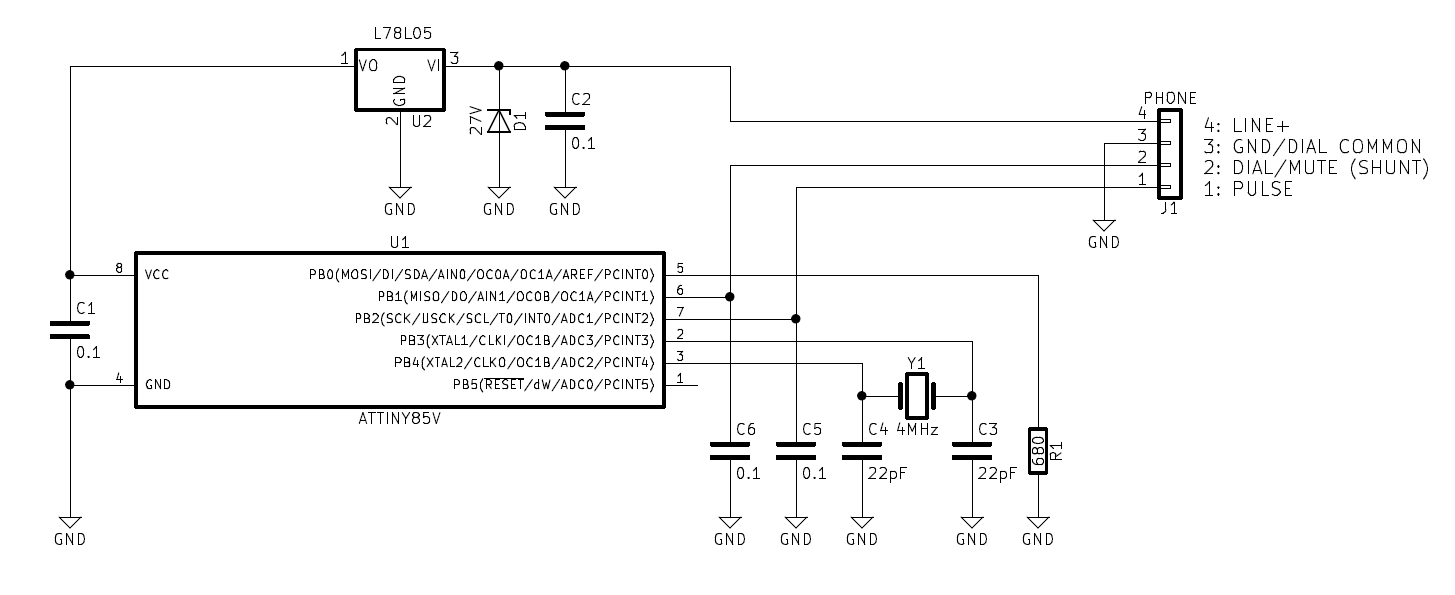 L78L05
1
VO
VI
3
GND
2
U2
27V
D1
C2
0.1
GND
GND
GND
PHONE
4
3
2
1
J1
4: LINE+
3: GND/DIAL COMMON
2: DIAL/MUTE (SHUNT)
1: PULSE
GND
U1
8
VCC
PB0(MOSI/DI/SDA/AIN0/OC0A/OC1A/AREF/PCINT0)
5
PB1(MISO/DO/AIN1/OC0B/OC1A/PCINT1)
6
PB2(SCK/USCK/SCL/T0/INT0/ADC1/PCINT2)
7
PB3(XTAL1/CLKI/OC1B/ADC3/PCINT3)
2
PB4(XTAL2/CLKO/OC1B/ADC2/PCINT4)
3
4
GND
PB5(RESET/dW/ADC0/PCINT5)
1
ATTINY85V
C1
0.1
GND
C6
0.1
GND
C5
0.1
GND
C4
22pF
GND
Y1
4MHz
C3
22pF
GND
680
R1
GND